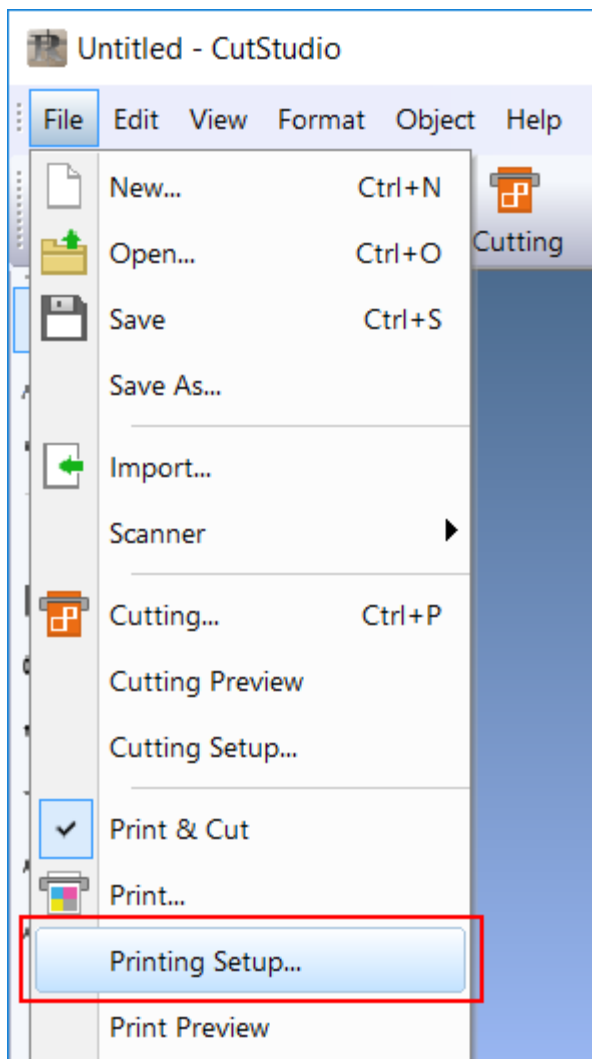 Untitled - CutStudio
File Edit View Format Object Help
New... Ctrl+N
Open... Ctrl+O
Cutting
Save Ctrl+S
Save As...
Import...
Scanner
Cutting... Ctrl+P
Cutting Preview
Cutting Setup...
Print & Cut
Print...
Printing Setup...
Print Preview